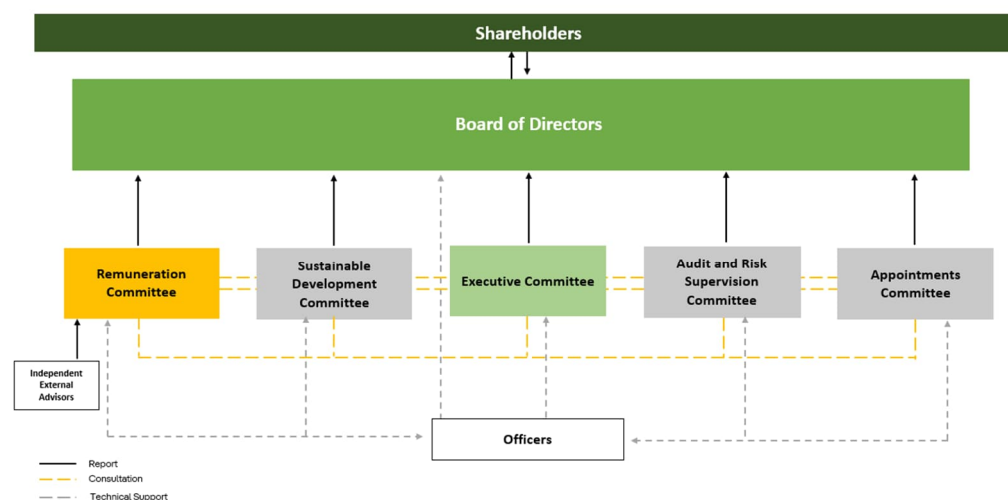 Shareholders
Board of Directors
Remuneration
Committee
Sustainable
Development
Committee
Executive Committee
Audit and Risk
Supervision
Committee
Appointments
Committee
Independent
External
Advisors
Officers
Report
Consultation
Technical Support